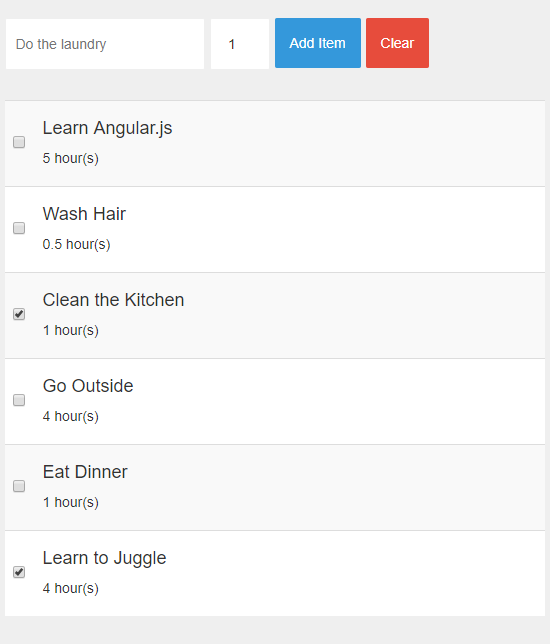 Do the laundry 1 Add Item Clear
Learn Angular.js
5 hour(s)
Wash Hair
0.5 hour(s)
Clean the Kitchen
1 hour(s)
Go Outside
4 hour(s)
Eat Dinner
1 hour(s)
Learn to Juggle
4 hour(s)